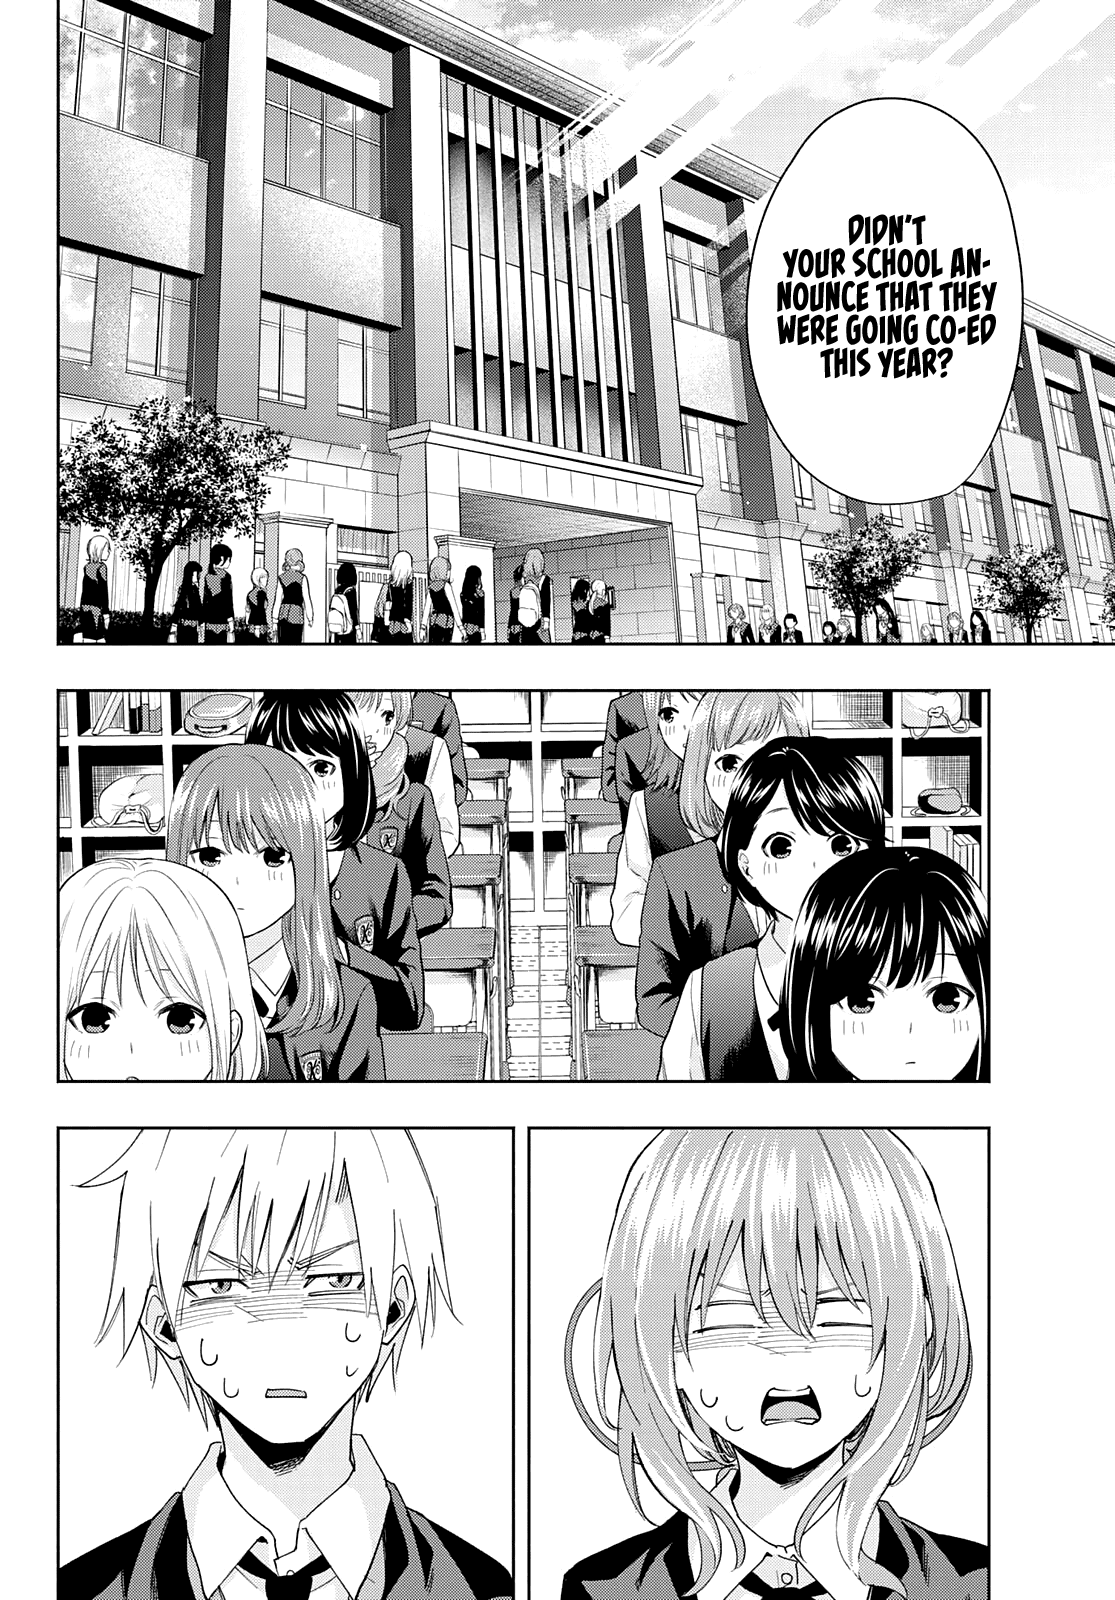 DIDN'T
YOUR SCHOOL AN-
NOUNCE THAT THEY
WERE GOING CO-ED
THIS YEAR?